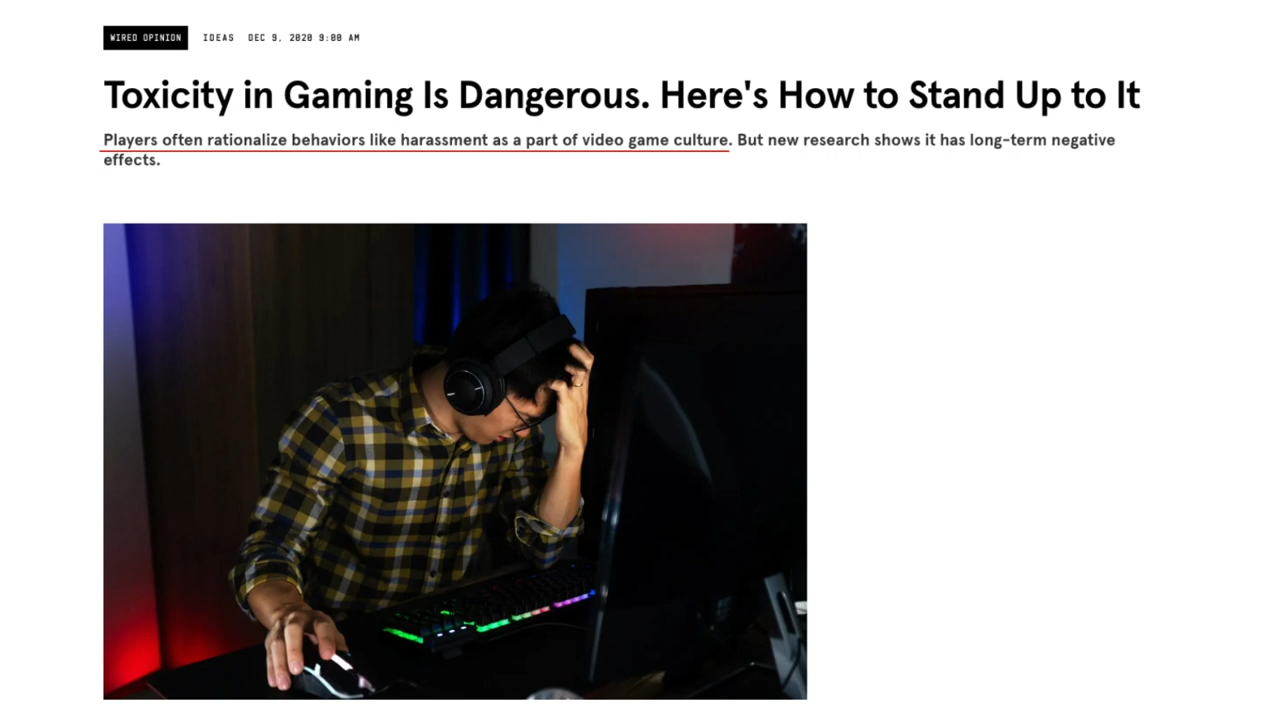 WIRED OPINION IDEAS DEC 9, 2020 9:00 AM
Toxicity in Gaming Is Dangerous. Here's How to Stand Up to It
Players often rationalize behaviors like harassment as a part of video game culture. But new research shows it has long-term negative
effects.